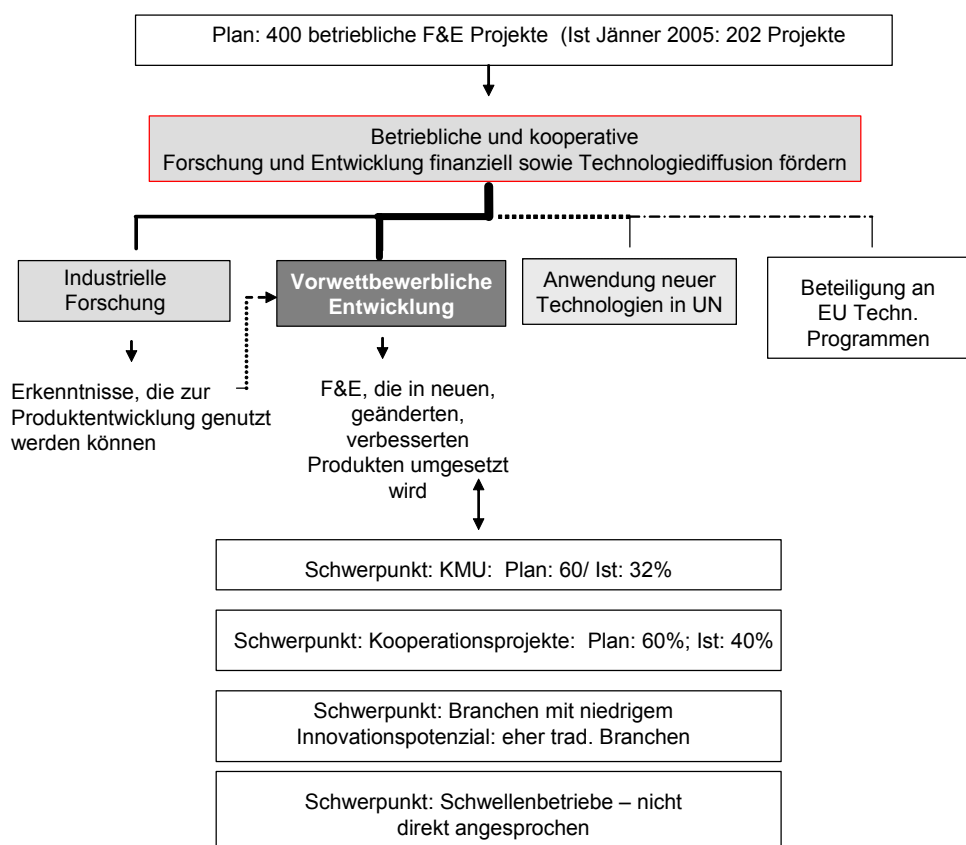 Plan: 400 betriebliche F&E Projekte (Ist Jänner 2005: 202 Projekte
Betriebliche und kooperative
Forschung und Entwicklung finanziell sowie Technologiediffusion fördern
Industrielle
Forschung
Vorwettbewerbliche
Entwicklung
Anwendung neuer
Technologien in UN
Beteiligung an
EU Techn.
Programmen
Erkenntnisse, die zur
Produktentwicklung genutzt
werden können
F&E, die in neuen,
geänderten,
verbesserten
Produkten umgesetzt
wird
Schwerpunkt: KMU: Plan: 60/ Ist: 32%
Schwerpunkt: Kooperationsprojekte: Plan: 60%; Ist: 40%
Schwerpunkt: Branchen mit niedrigem
Innovationspotenzial: eher trad. Branchen
Schwerpunkt: Schwellenbetriebe – nicht
direkt angesprochen